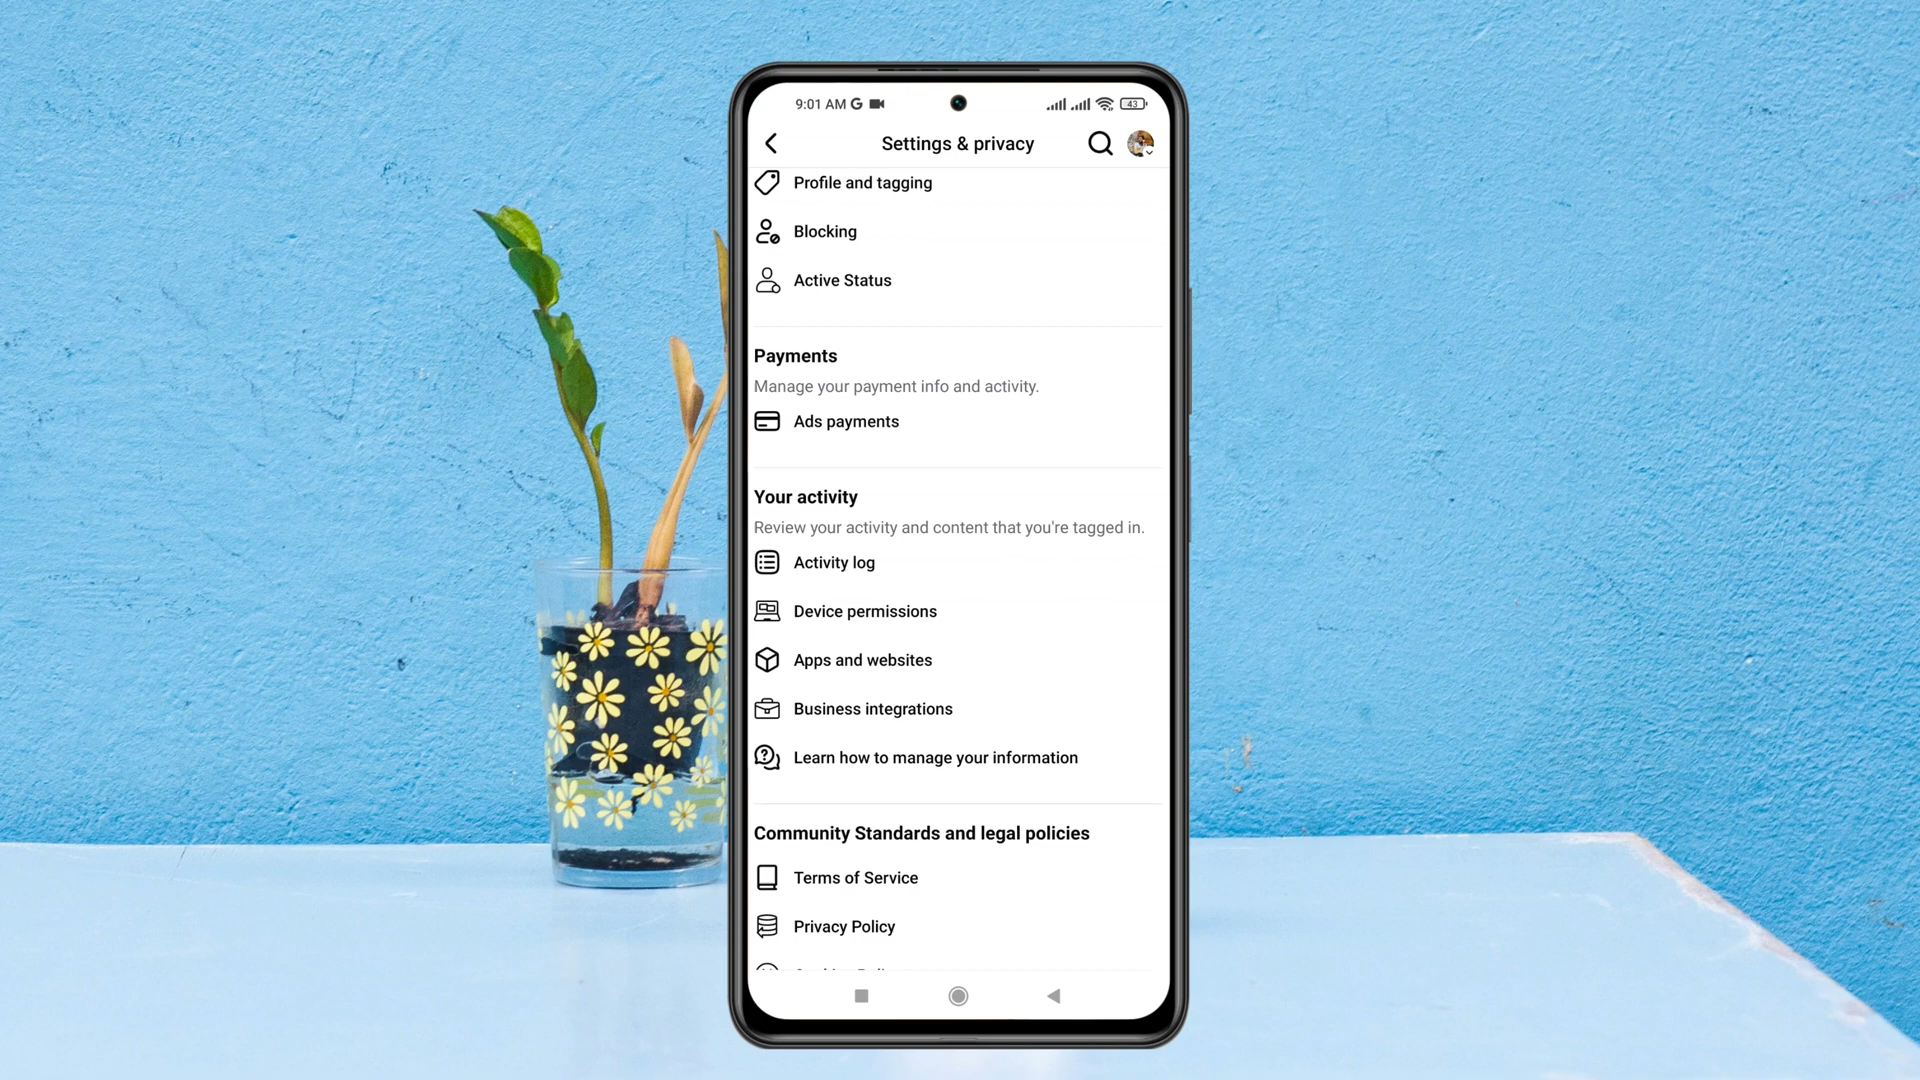 9:01 AM G
43
Settings & privacy
Profile and tagging
Blocking
Active Status
Payments
Manage your payment info and activity.
Ads payments
Your activity
Review your activity and content that you're tagged in.
Activity log
Device permissions
Apps and websites
Business integrations
Learn how to manage your information
Community Standards and legal policies
Terms of Service
Privacy Policy